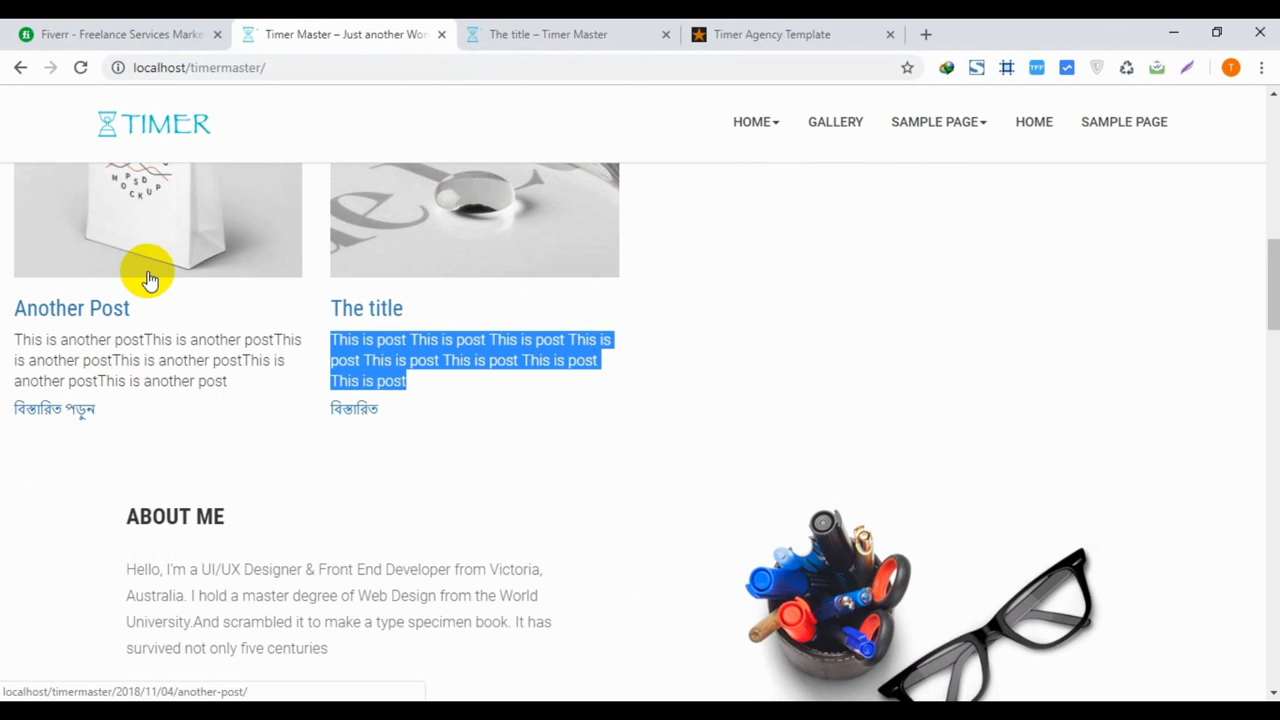 Fiverr - Freelance Services Marke
Timer Master – Just another Wor
The title – Timer Master
Timer Agency Template
localhost/timermaster/
TIMER
HOME
GALLERY
SAMPLE PAGE
HOME
SAMPLE PAGE
MPSD
MOCKUP
Another Post
This is another postThis is another postThis
is another postThis is another postThis is
another postThis is another post
বিস্তারিত পড়ুন
The title
This is post This is post This is post This is
post This is post This is post This is post
This is post
বিস্তারিত
ABOUT ME
Hello, I'm a UI/UX Designer & Front End Developer from Victoria,
Australia. I hold a master degree of Web Design from the World
University.And scrambled it to make a type specimen book. It has
survived not only five centuries
localhost/timermaster/2018/11/04/another-post/